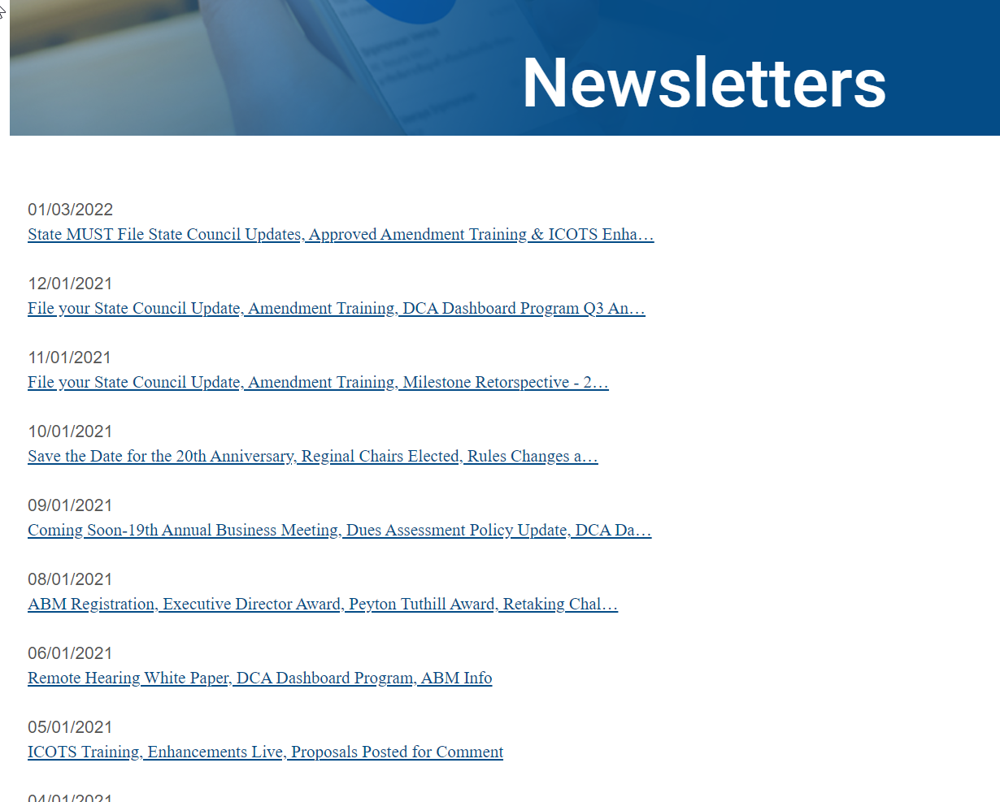 Newsletters
01/03/2022
State MUST File State Council Updates, Approved Amendment Training & ICOTS Enha…
12/01/2021
File your State Council Update, Amendment Training, DCA Dashboard Program Q3 An…
11/01/2021
File your State Council Update, Amendment Training, Milestone Retorspective - 2…
10/01/2021
Save the Date for the 20th Anniversary, Reginal Chairs Elected, Rules Changes a…
09/01/2021
Coming Soon-19th Annual Business Meeting, Dues Assessment Policy Update, DCA Da…
08/01/2021
ABM Registration, Executive Director Award, Peyton Tuthill Award, Retaking Chal…
06/01/2021
Remote Hearing White Paper, DCA Dashboard Program, ABM Info
05/01/2021
ICOTS Training, Enhancements Live, Proposals Posted for Comment
04/01/2021